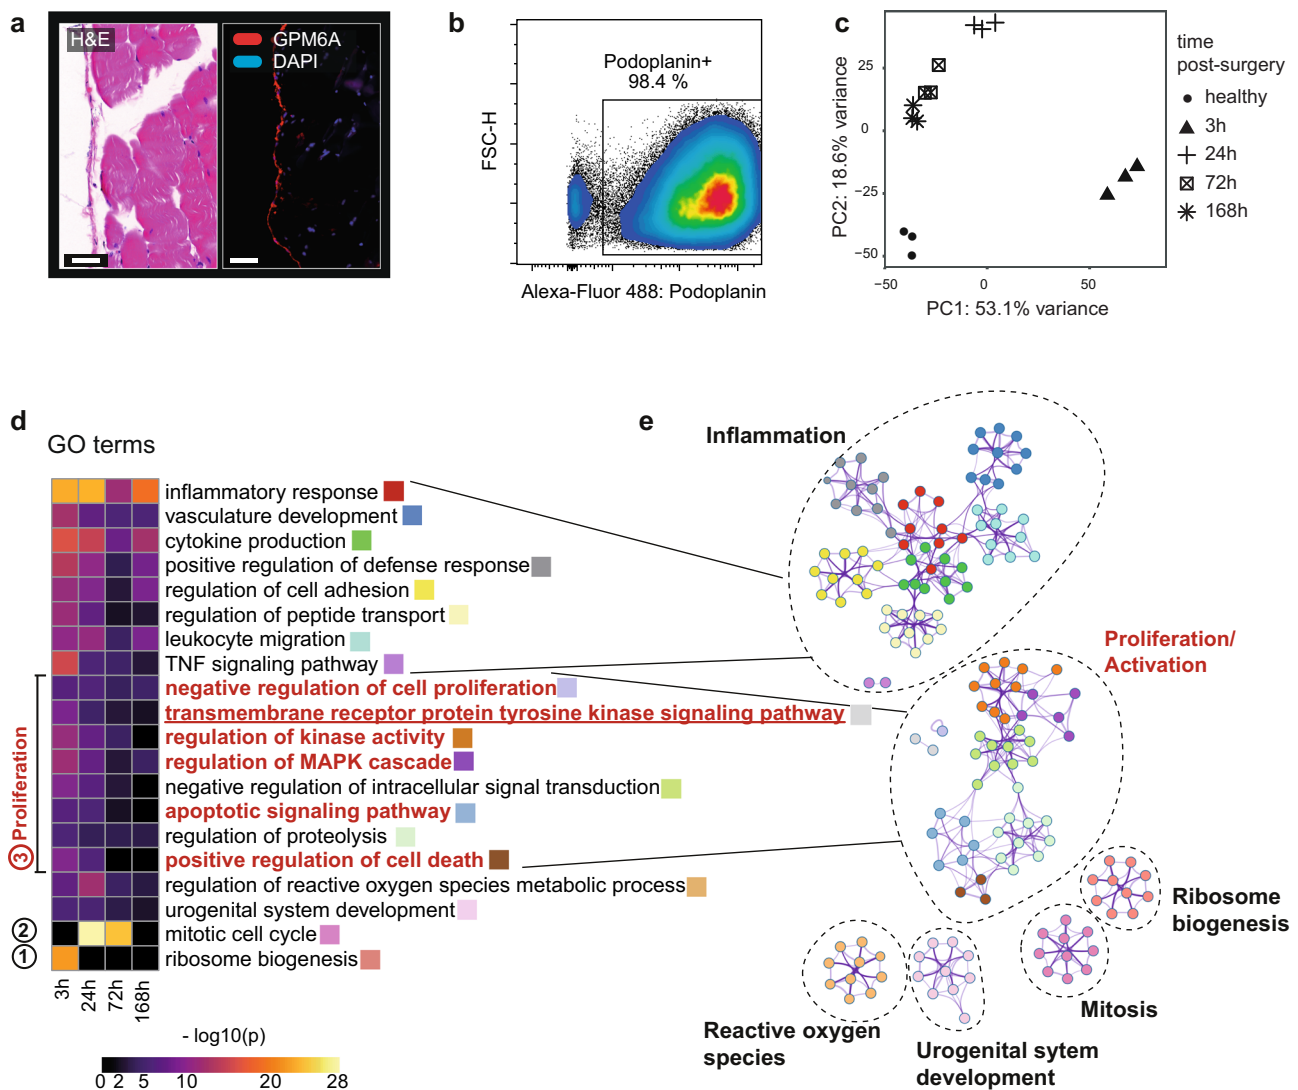 a
H&E
GPM6A
DAPI
b
Podoplanin+
98.4 %
FSC-H
Alexa-Fluor 488: Podoplanin
c
PC2: 18.6% variance
25
0
−25
−50
−50
0
50
PC1: 53.1% variance
time
post-surgery
healthy
3h
24h
72h
168h
d
GO terms
inflammatory response
vasculature development
cytokine production
positive regulation of defense response
regulation of cell adhesion
regulation of peptide transport
leukocyte migration
TNF signaling pathway
negative regulation of cell proliferation
transmembrane receptor protein tyrosine kinase signaling pathway
regulation of kinase activity
regulation of MAPK cascade
negative regulation of intracellular signal transduction
apoptotic signaling pathway
regulation of proteolysis
positive regulation of cell death
regulation of reactive oxygen species metabolic process
urogenital system development
mitotic cell cycle
ribosome biogenesis
3 Proliferation
2
1
3h
24h
72h
168h
- log10(p)
0 2 5 10 20 28
e
Inflammation
Proliferation/
Activation
Ribosome
biogenesis
Mitosis
Reactive oxygen
species
Urogenital sytem
development